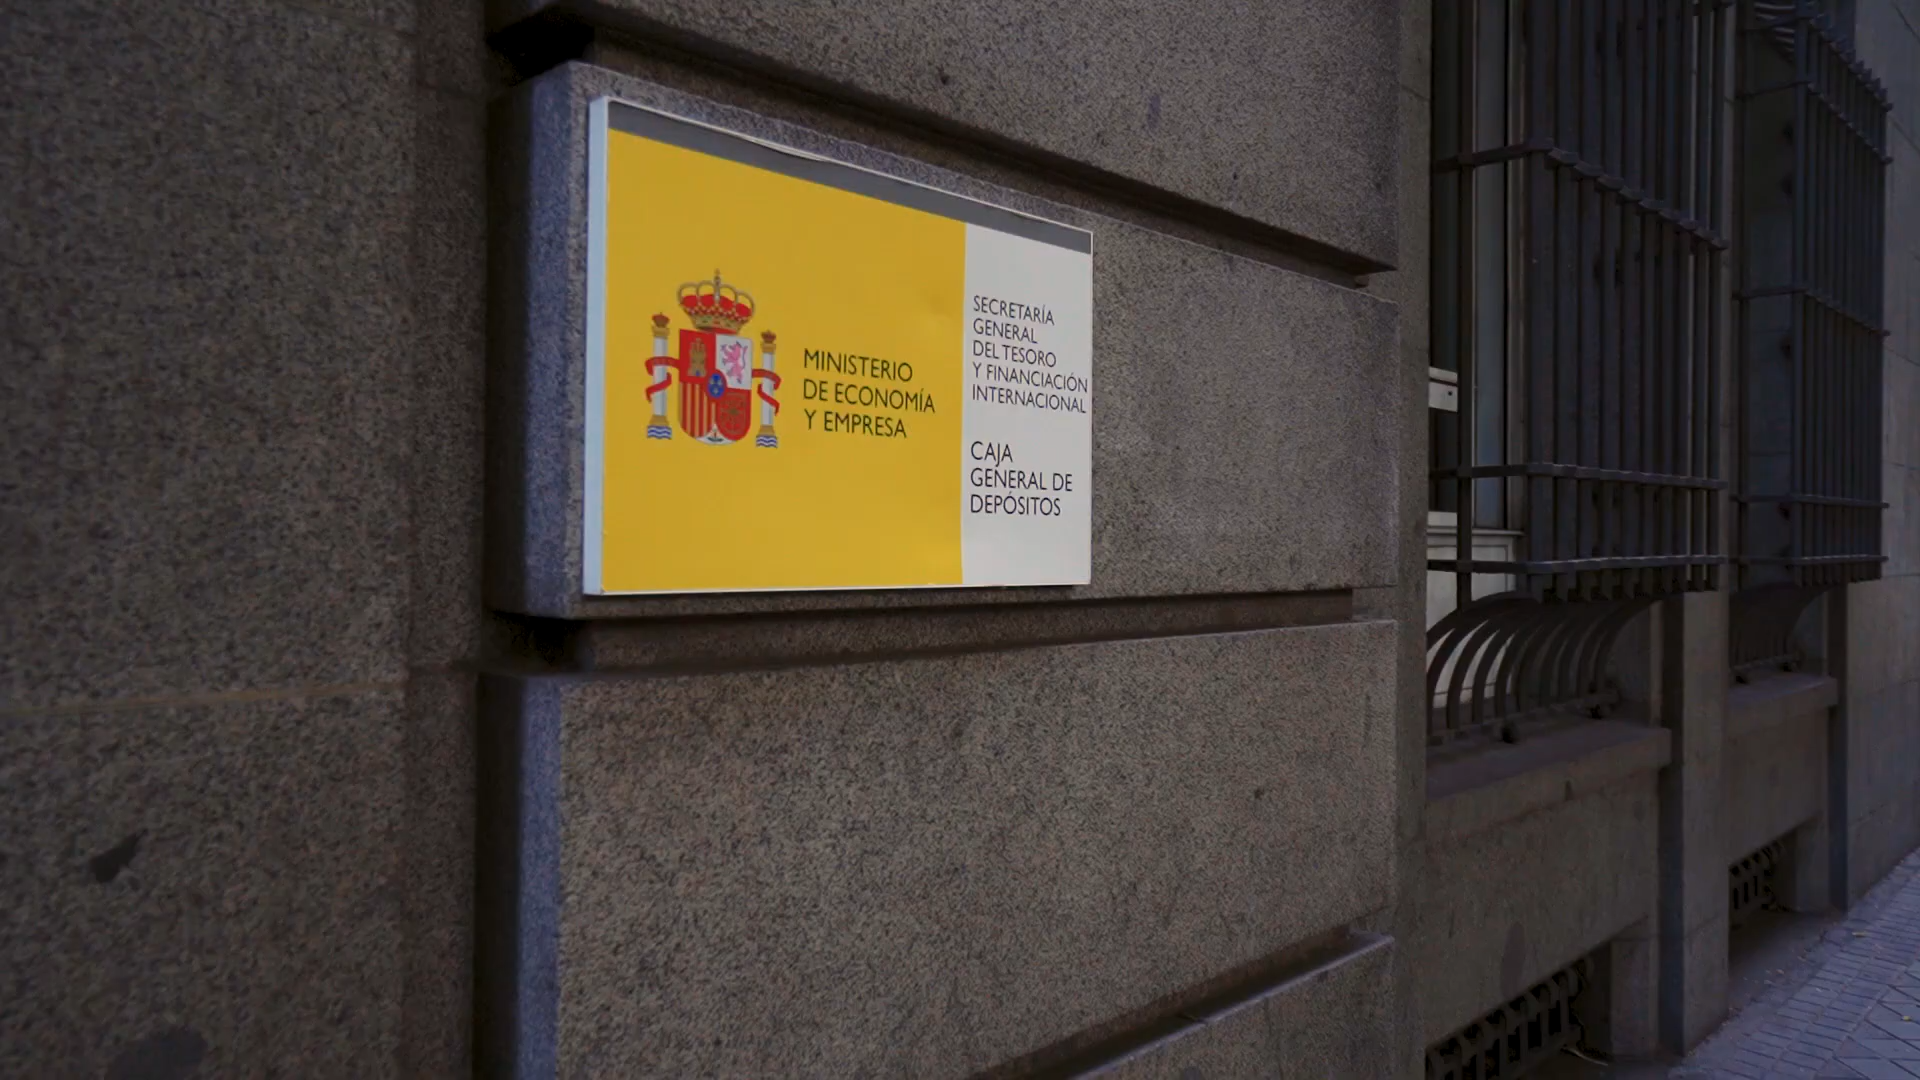 MINISTERIO
DE ECONOMÍA
Y EMPRESA
SECRETARÍA
GENERAL
DEL TESORO
Y FINANCIACIÓN
INTERNACIONAL
CAJA
GENERAL DE
DEPÓSITOS